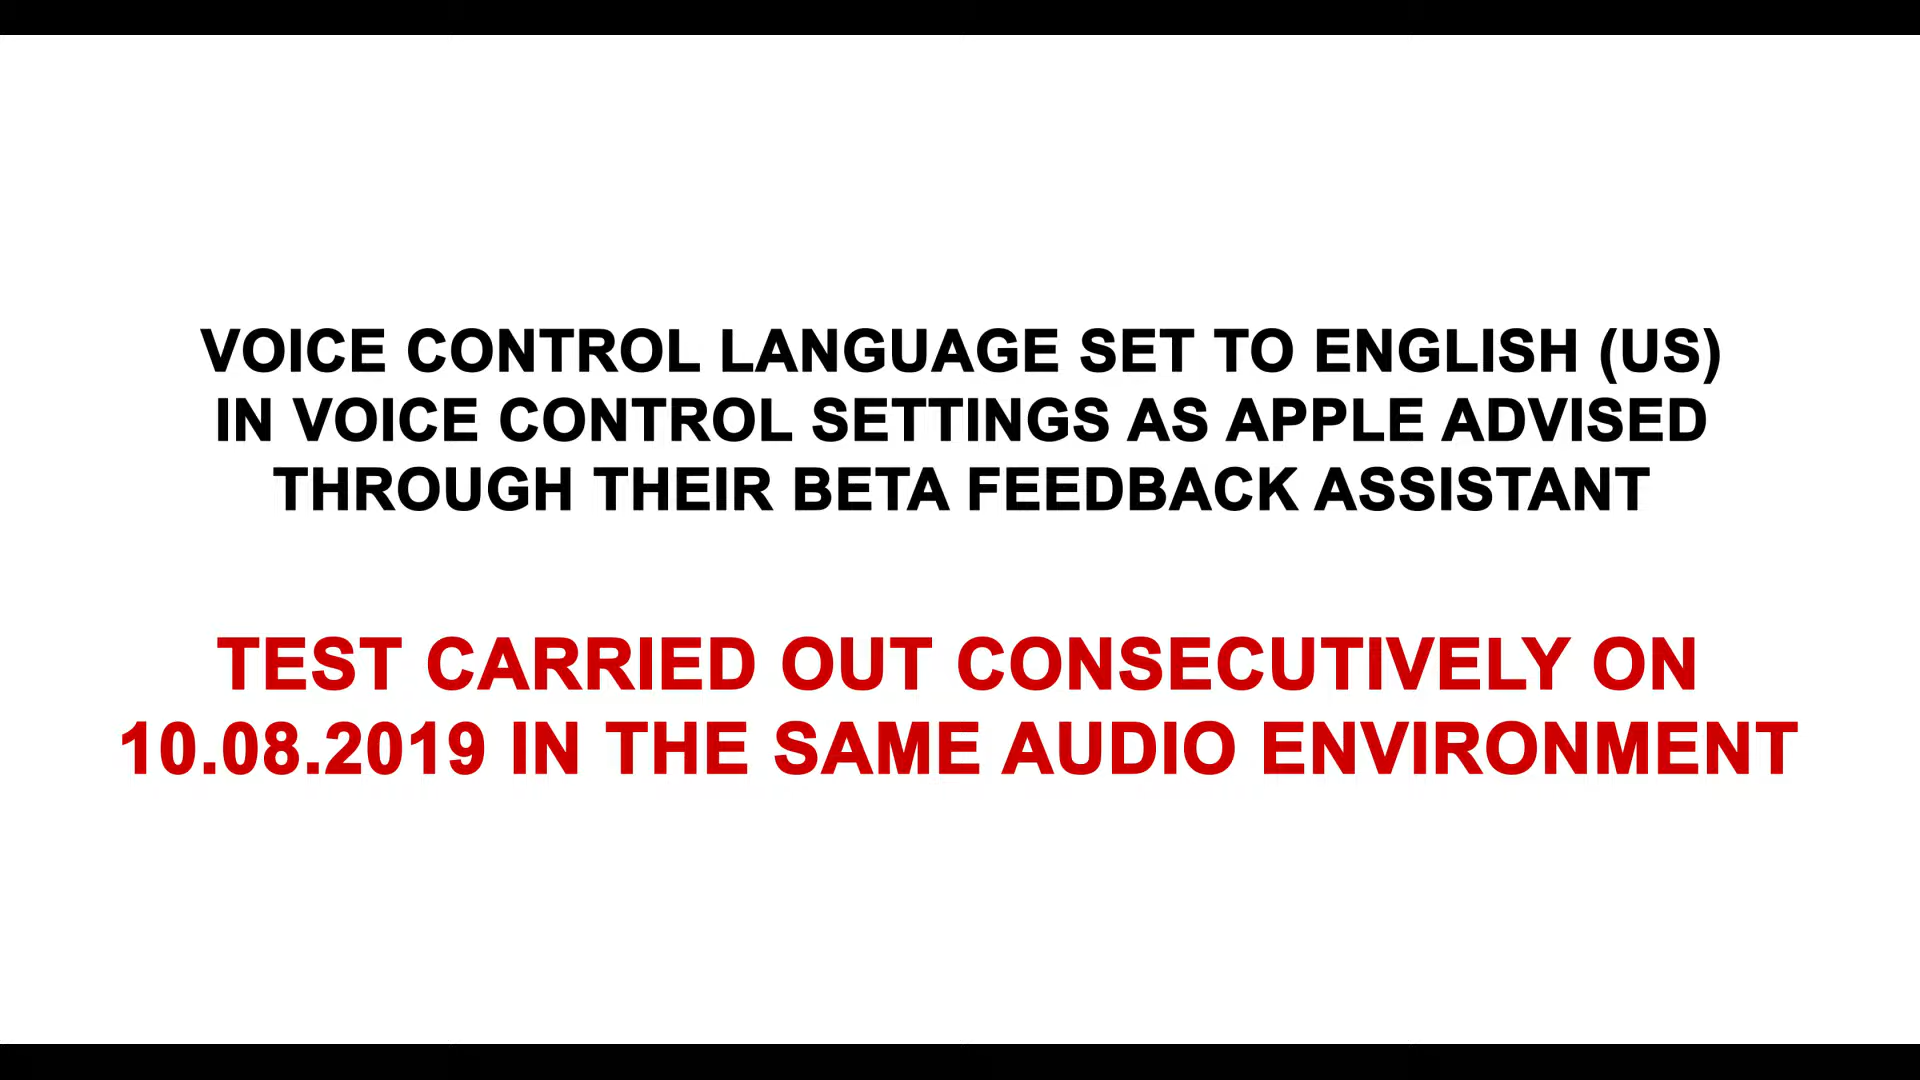 VOICE CONTROL LANGUAGE SET TO ENGLISH (US)
IN VOICE CONTROL SETTINGS AS APPLE ADVISED
THROUGH THEIR BETA FEEDBACK ASSISTANT
TEST CARRIED OUT CONSECUTIVELY ON
10.08.2019 IN THE SAME AUDIO ENVIRONMENT